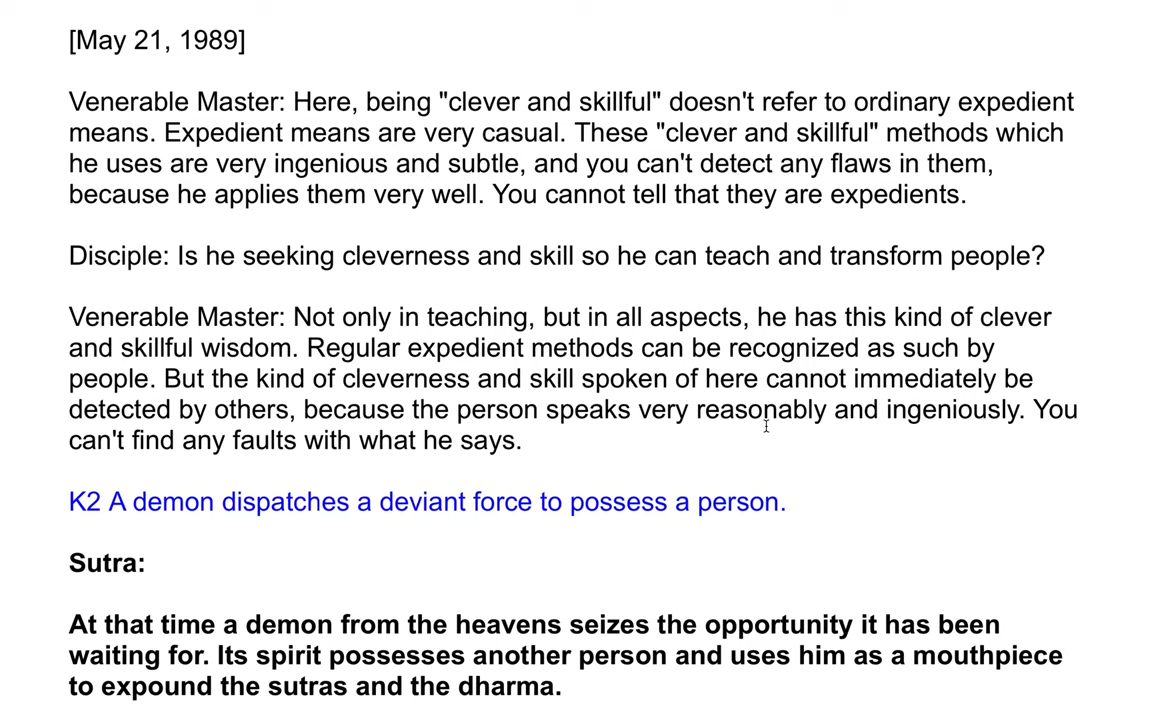 [May 21, 1989]
Venerable Master: Here, being "clever and skillful" doesn't refer to ordinary expedient
means. Expedient means are very casual. These "clever and skillful" methods which
he uses are very ingenious and subtle, and you can't detect any flaws in them,
because he applies them very well. You cannot tell that they are expedients.
Disciple: Is he seeking cleverness and skill so he can teach and transform people?
Venerable Master: Not only in teaching, but in all aspects, he has this kind of clever
and skillful wisdom. Regular expedient methods can be recognized as such by
people. But the kind of cleverness and skill spoken of here cannot immediately be
detected by others, because the person speaks very reasonably and ingeniously. You
can't find any faults with what he says.
K2 A demon dispatches a deviant force to possess a person.
Sutra:
At that time a demon from the heavens seizes the opportunity it has been
waiting for. Its spirit possesses another person and uses him as a mouthpiece
to expound the sutras and the dharma.